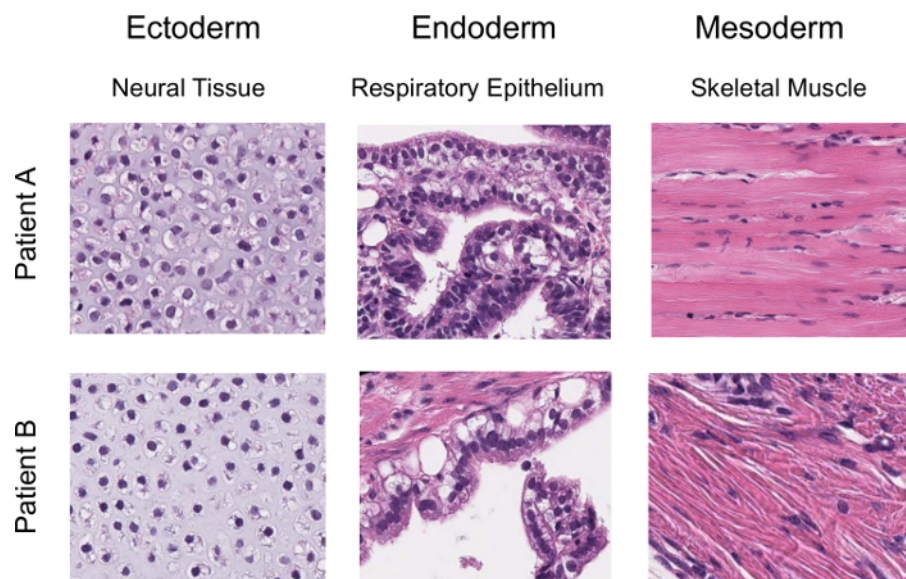 Ectoderm Endoderm Mesoderm
Neural Tissue Respiratory Epithelium Skeletal Muscle
Patient A
Patient B